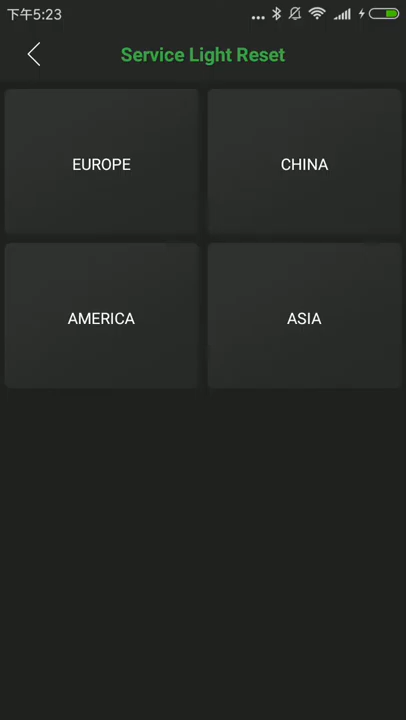 下午5:23
Service Light Reset
EUROPE
CHINA
AMERICA
ASIA